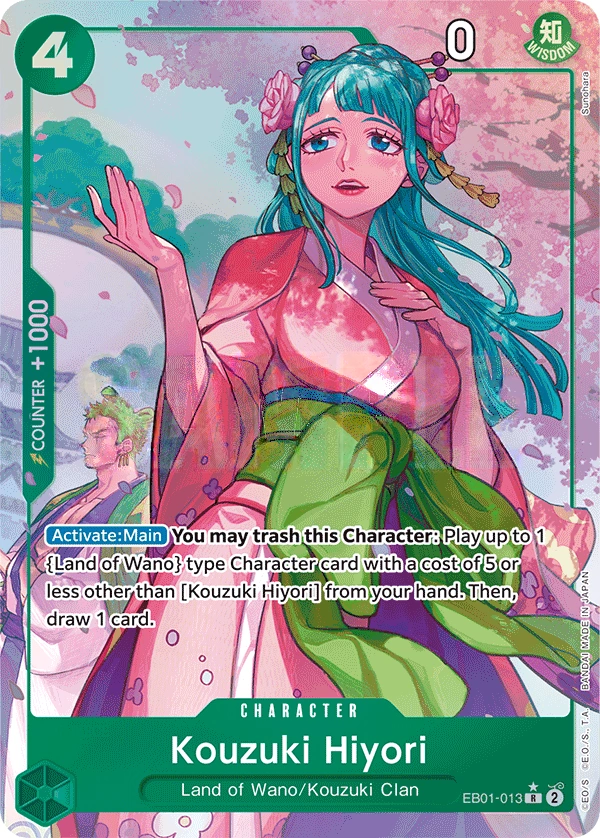 4
0
知
WISDOM
Sunohara
COUNTER +1000
SAMPLE
Activate:Main You may trash this Character: Play up to 1
{Land of Wano} type Character card with a cost of 5 or
less other than [Kouzuki Hiyori] from your hand. Then,
draw 1 card.
CHARACTER
Kouzuki Hiyori
Land of Wano/Kouzuki Clan
EB01-013 R 2
©E.O/S ©E.O./S., T.A. BANDAI MADE IN JAPAN